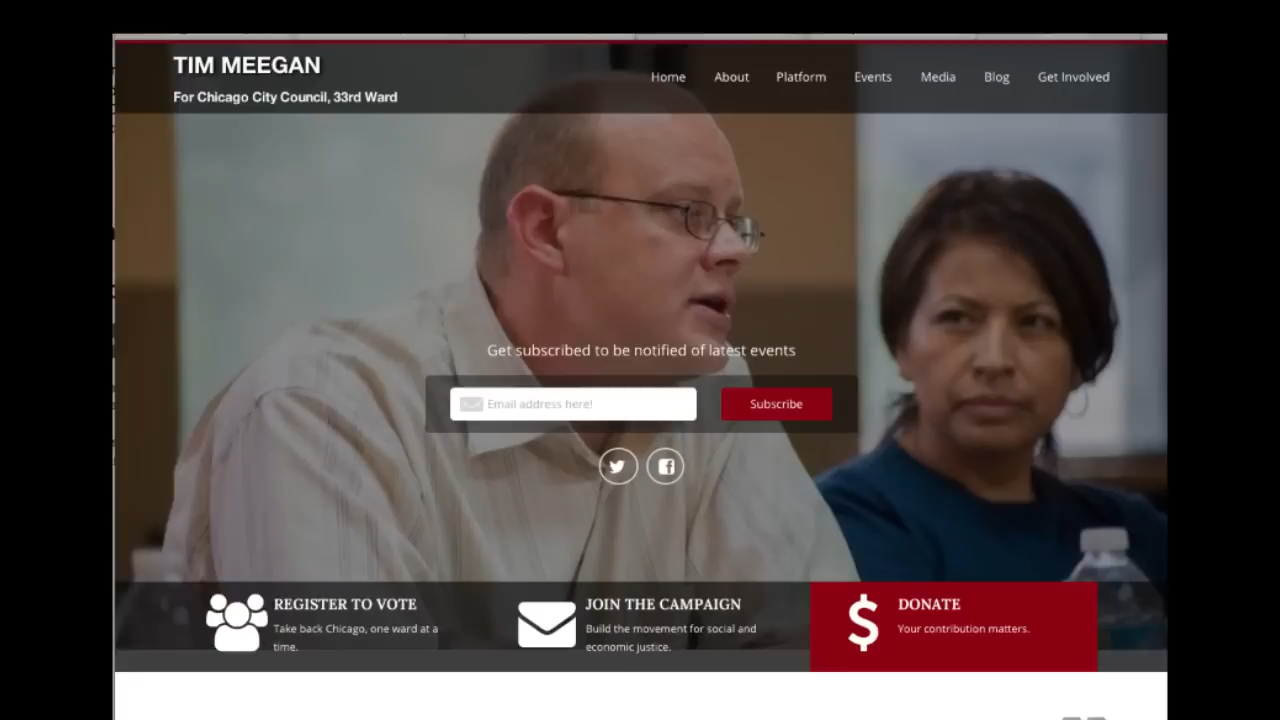 TIM MEEGAN
For Chicago City Council, 33rd Ward
Home About Platform Events Media Blog Get Involved
Get subscribed to be notified of latest events
Email address here!
Subscribe
REGISTER TO VOTE
Take back Chicago, one ward at a
time.
JOIN THE CAMPAIGN
Build the movement for social and
economic justice.
DONATE
Your contribution matters.